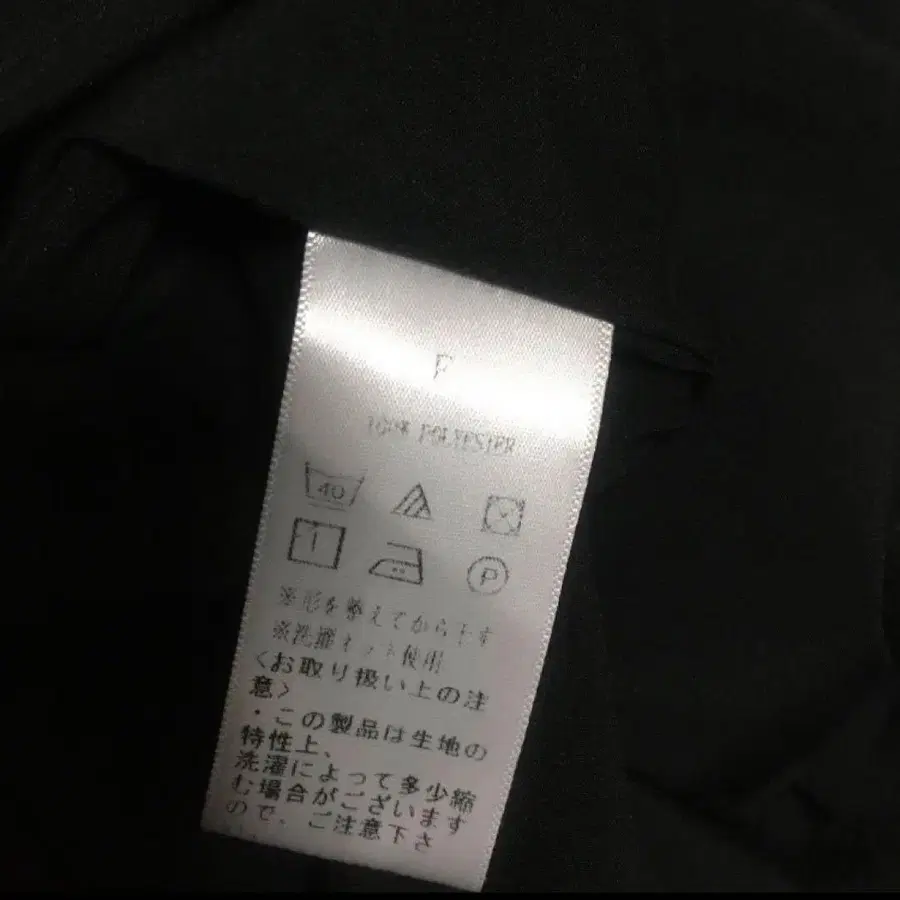 F
100% POLYESTER
40
P
※形を整えてから干す
※洗濯ネット使用
<お取り扱い上の注
意>
・この製品は生地の
特性上、
洗濯によって多少縮
む場合がございます
ので、ご注意下さ